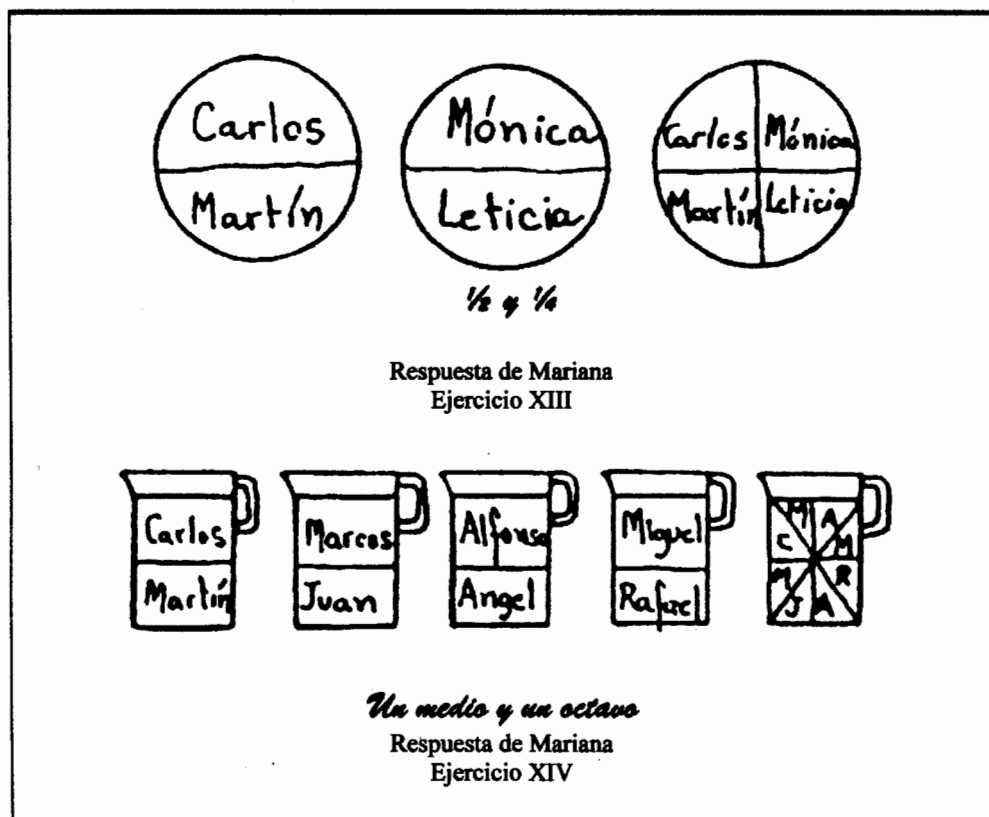 Carlos
Martín
Mónica
Leticia
Carlos Mónica
Martín Leticia
1/2 y 1/4
Respuesta de Mariana
Ejercicio XIII
Carlos
Martín
Marcos
Juan
Alfonso
Angel
Miguel
Rafael
M A
C M
M R
J A
Un medio y un octavo
Respuesta de Mariana
Ejercicio XIV